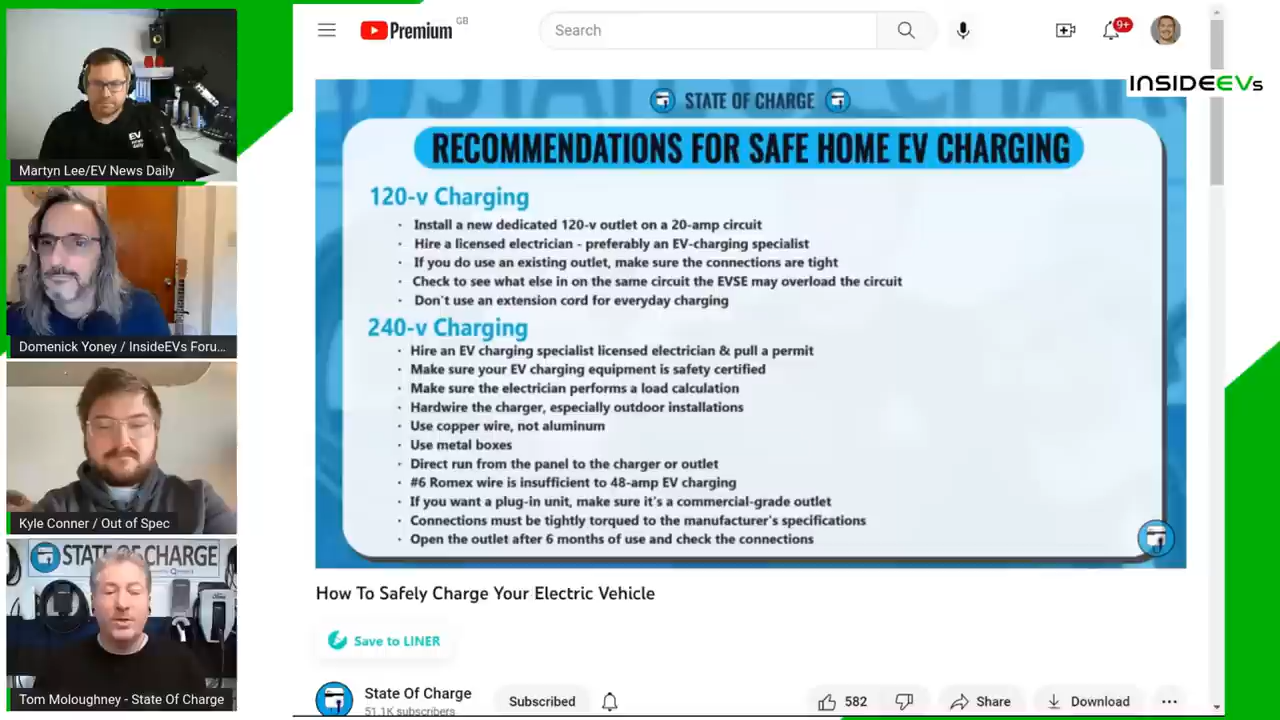 Premium GB
Search
9+
INSIDEEVs
STATE OF CHARGE
RECOMMENDATIONS FOR SAFE HOME EV CHARGING
120-v Charging
· Install a new dedicated 120-v outlet on a 20-amp circuit
· Hire a licensed electrician - preferably an EV-charging specialist
· If you do use an existing outlet, make sure the connections are tight
· Check to see what else in on the same circuit the EVSE may overload the circuit
· Don't use an extension cord for everyday charging
240-v Charging
· Hire an EV charging specialist licensed electrician & pull a permit
· Make sure your EV charging equipment is safety certified
· Make sure the electrician performs a load calculation
· Hardwire the charger, especially outdoor installations
· Use copper wire, not aluminum
· Use metal boxes
· Direct run from the panel to the charger or outlet
· #6 Romex wire is insufficient to 48-amp EV charging
· If you want a plug-in unit, make sure it's a commercial-grade outlet
· Connections must be tightly torqued to the manufacturer's specifications
· Open the outlet after 6 months of use and check the connections
How To Safely Charge Your Electric Vehicle
Save to LINER
State Of Charge
51.1K subscribers
Subscribed
582
Share
Download
EV news daily
Martyn Lee/EV News Daily
Domenick Yoney / InsideEVs Foru...
Kyle Conner / Out of Spec
STATE OF CHARGE
Tom Moloughney - State Of Charge